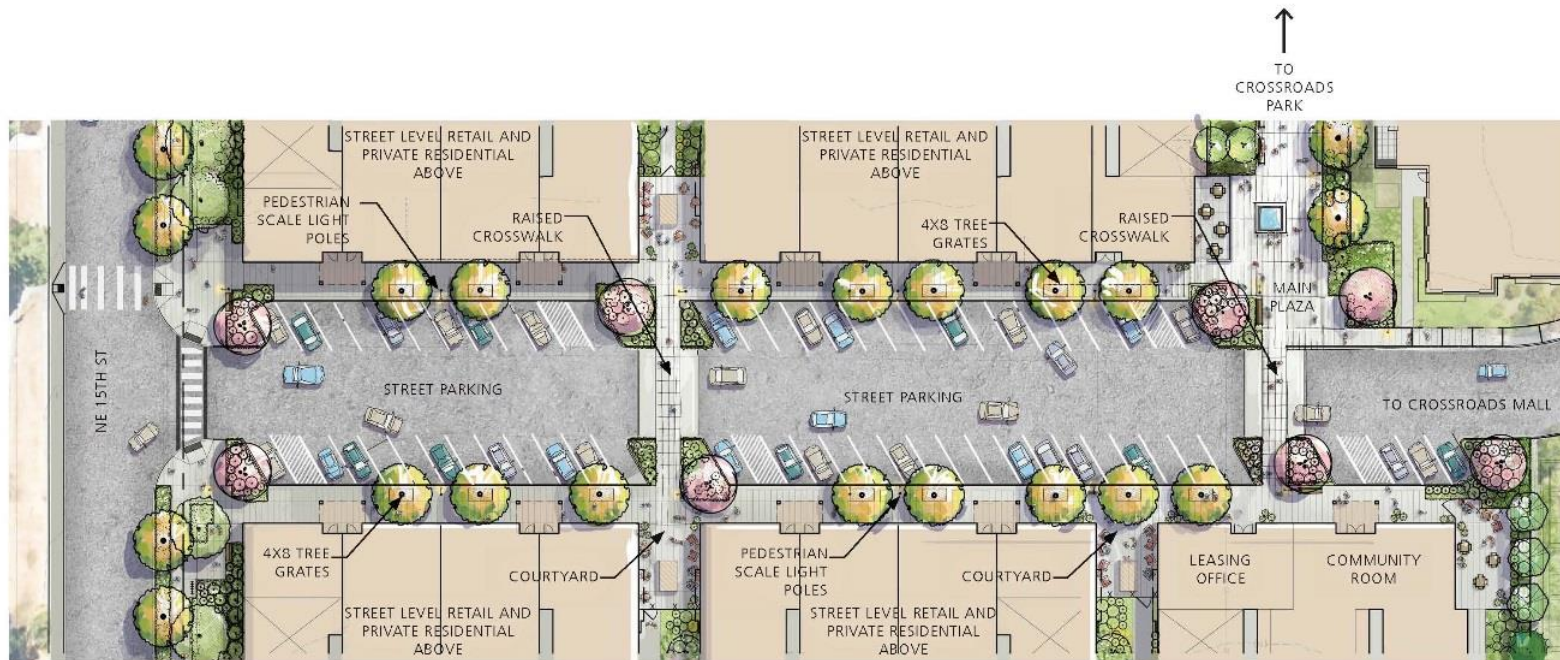 TO
CROSSROADS
PARK
STREET LEVEL RETAIL AND
PRIVATE RESIDENTIAL
ABOVE
STREET LEVEL RETAIL AND
PRIVATE RESIDENTIAL
ABOVE
PEDESTRIAN
SCALE LIGHT
POLES
RAISED
CROSSWALK
4X8 TREE
GRATES
RAISED
CROSSWALK
MAIN
PLAZA
NE 15TH ST
STREET PARKING
STREET PARKING
TO CROSSROADS MALL
4X8 TREE
GRATES
COURTYARD
PEDESTRIAN
SCALE LIGHT
POLES
COURTYARD
LEASING
OFFICE
COMMUNITY
ROOM
STREET LEVEL RETAIL AND
PRIVATE RESIDENTIAL
ABOVE
STREET LEVEL RETAIL AND
PRIVATE RESIDENTIAL
ABOVE